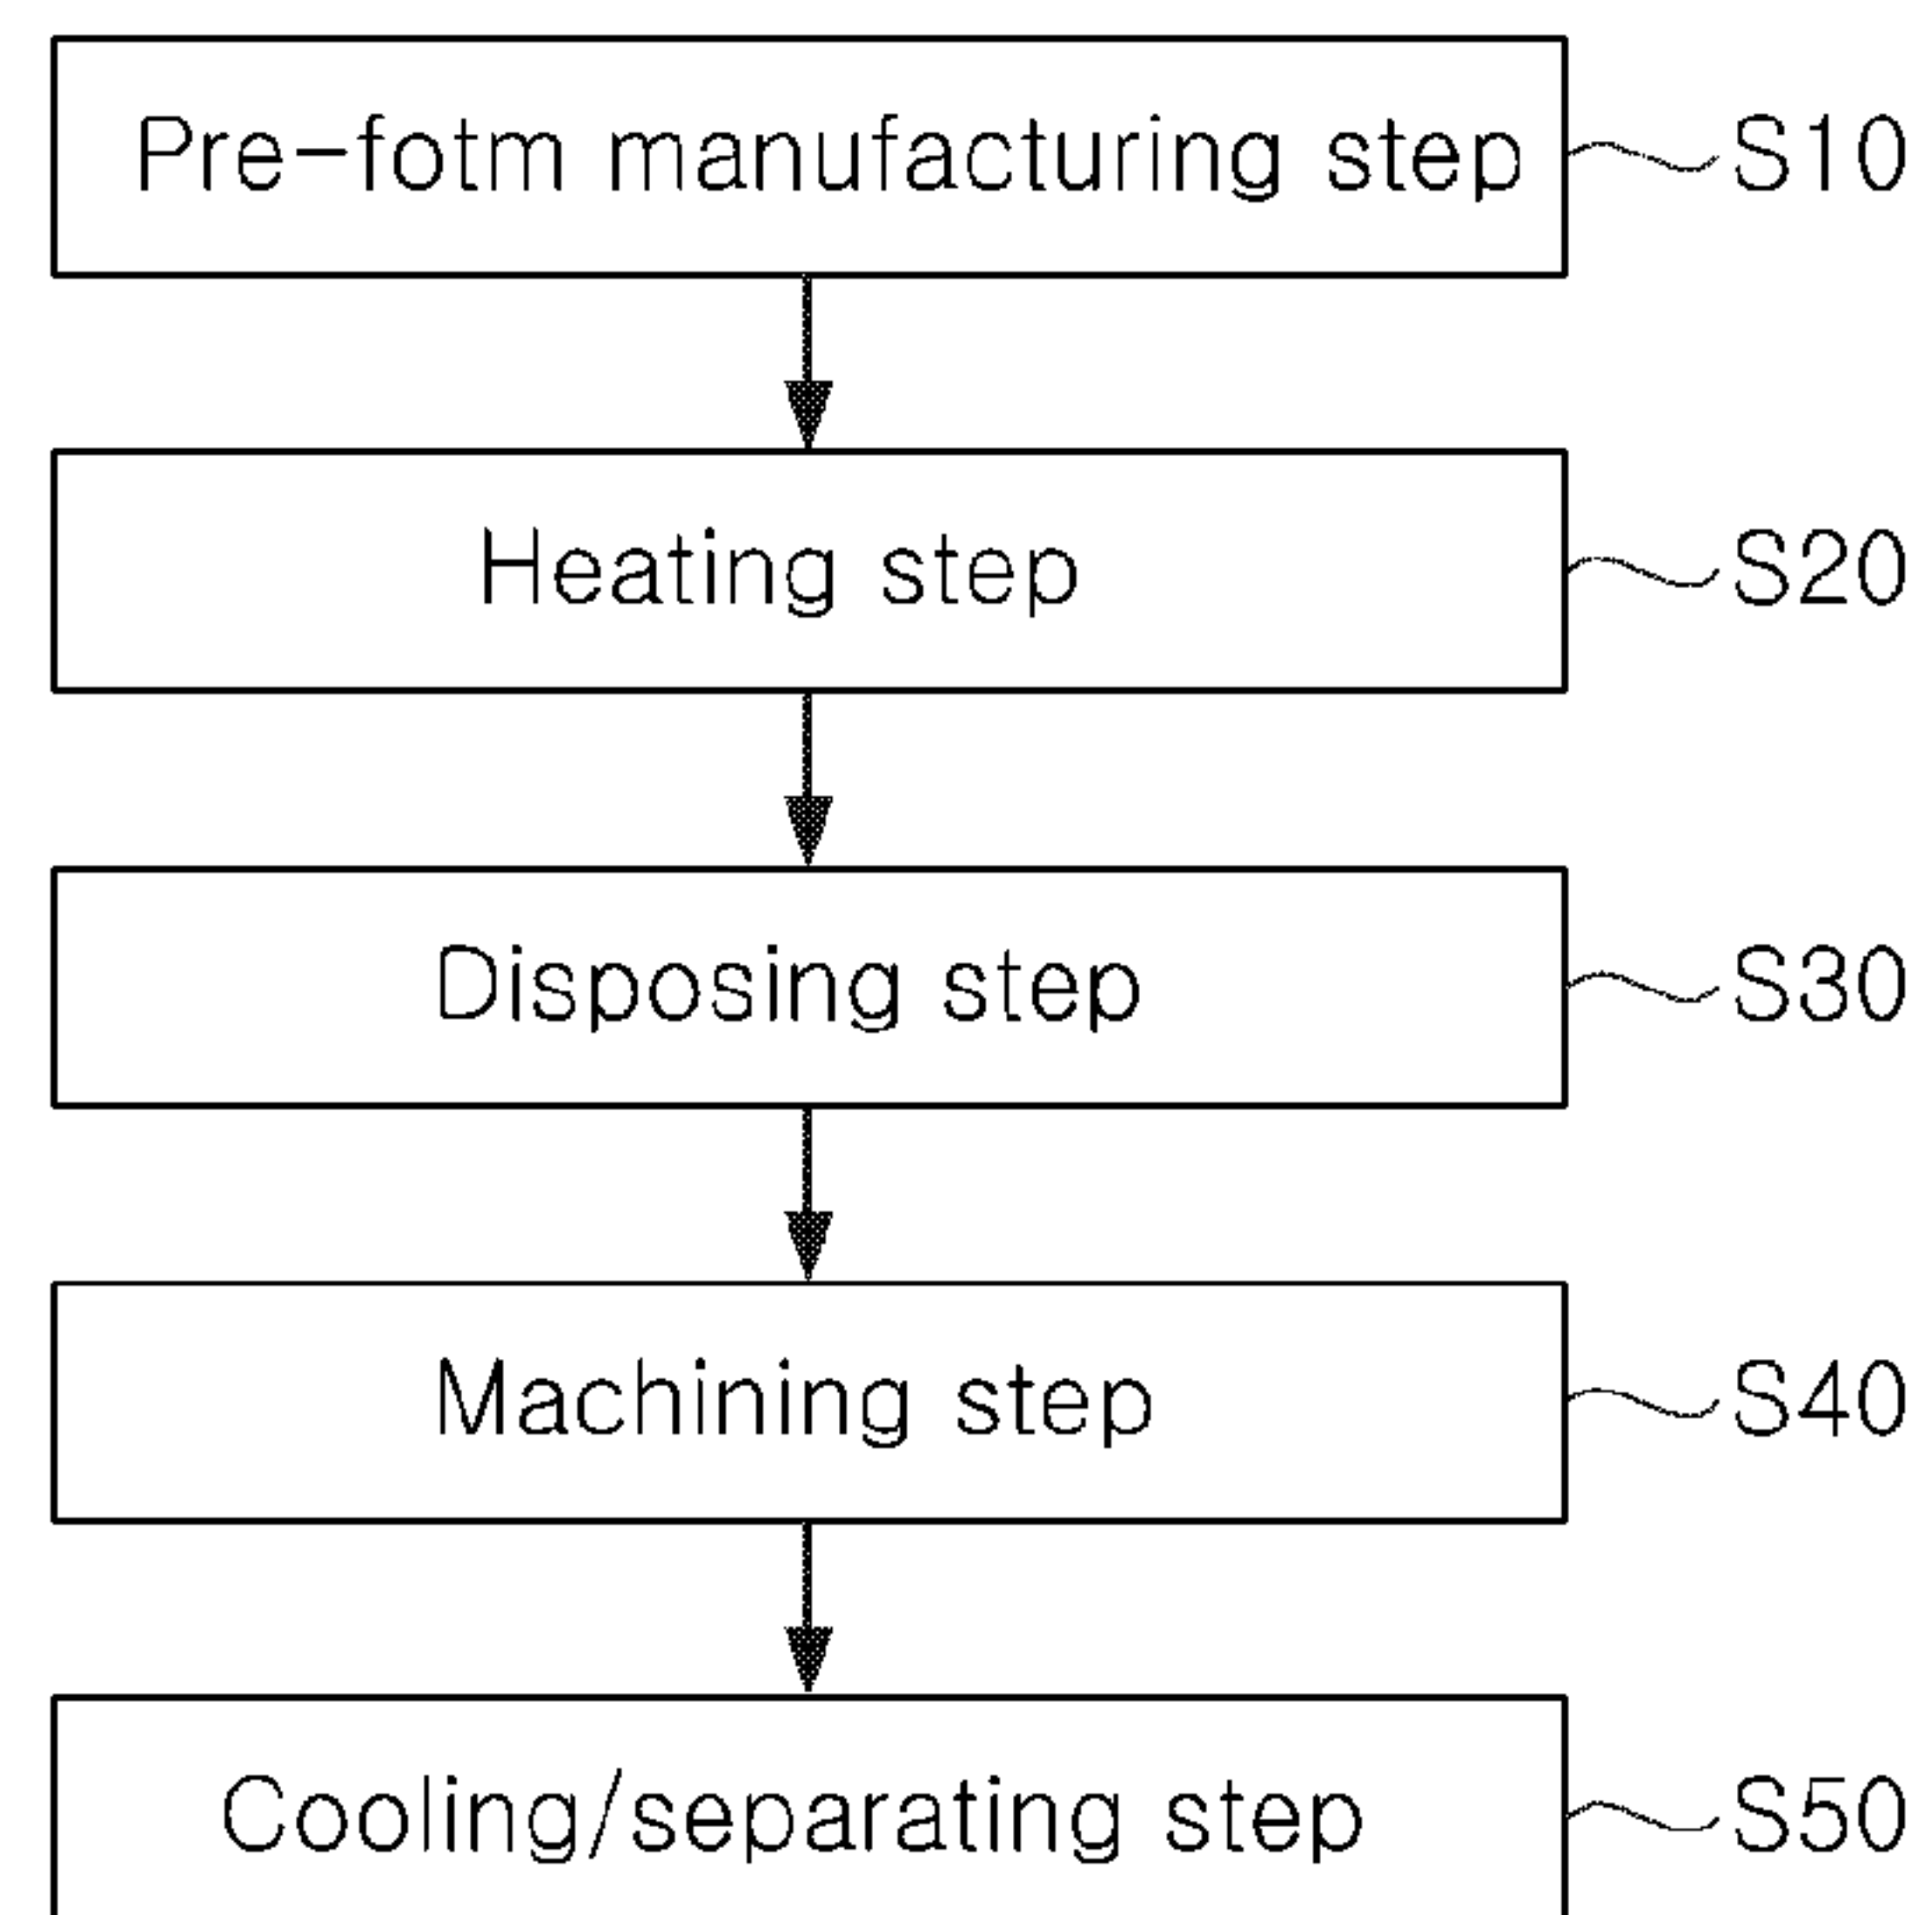 Pre-fotm manufacturing step S10
Heating step S20
Disposing step S30
Machining step S40
Cooling/separating step S50